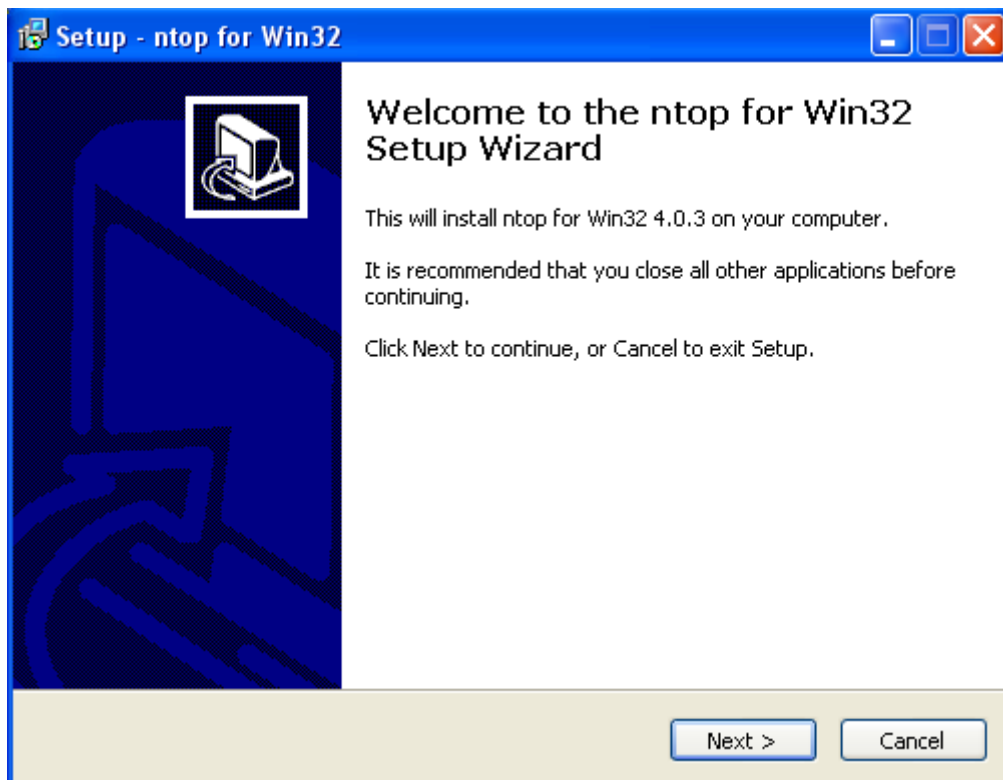 Setup - ntop for Win32
Welcome to the ntop for Win32
Setup Wizard
This will install ntop for Win32 4.0.3 on your computer.
It is recommended that you close all other applications before
continuing.
Click Next to continue, or Cancel to exit Setup.
Next >
Cancel